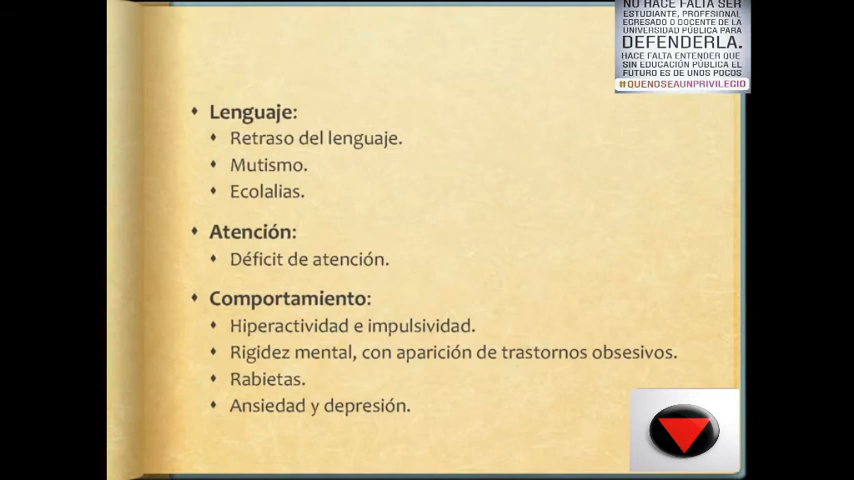 NO HACE FALTA SER
ESTUDIANTE, PROFESIONAL,
EGRESADO O DOCENTE DE LA
UNIVERSIDAD PÚBLICA PARA
DEFENDERLA.
HACE FALTA ENTENDER QUE
SIN EDUCACIÓN PÚBLICA EL
FUTURO ES DE UNOS POCOS
#QUENOSEAUNPRIVILEGIO
Lenguaje:
Retraso del lenguaje.
Mutismo.
Ecolalias.
Atención:
Déficit de atención.
Comportamiento:
Hiperactividad e impulsividad.
Rigidez mental, con aparición de trastornos obsesivos.
Rabietas.
Ansiedad y depresión.